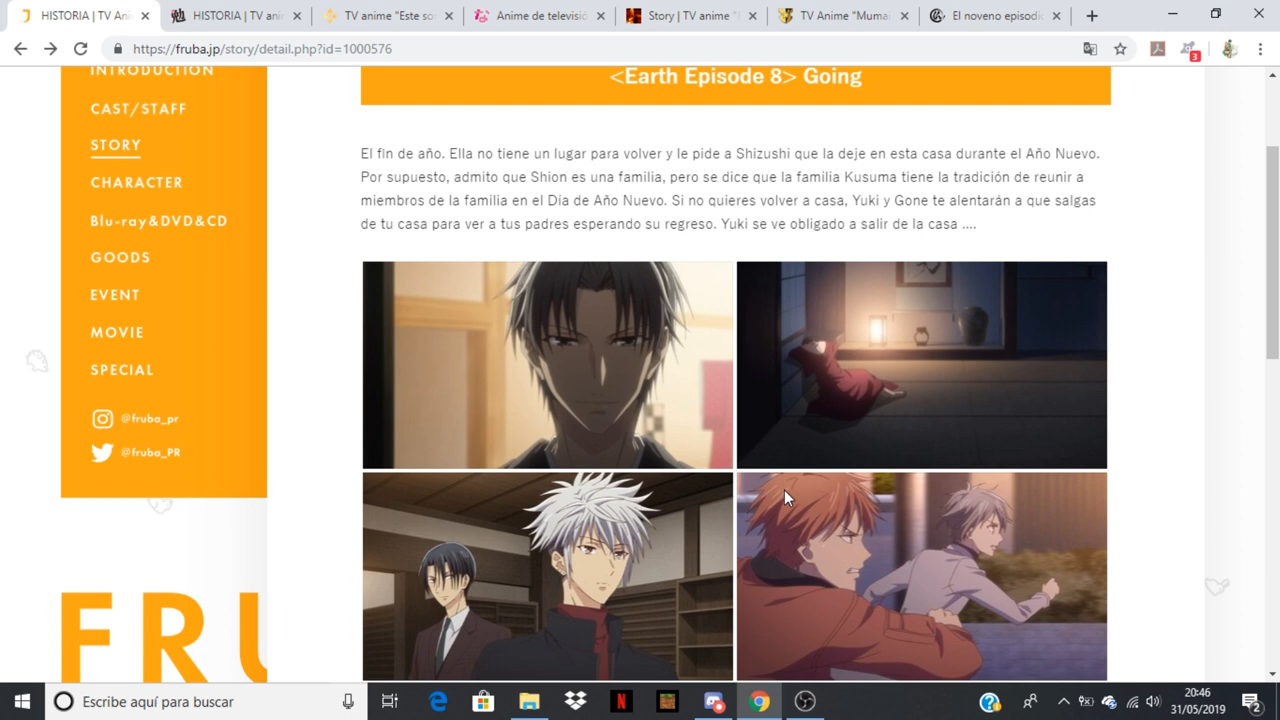 HISTORIA | TV Ani
HISTORIA | TV anim
TV anime "Este so
Anime de televisió
Story | TV anime "F
TV Anime "Mumai
El noveno episodio
https://fruba.jp/story/detail.php?id=1000576
3
INTRODUCTION
CAST/STAFF
STORY
CHARACTER
Blu-ray&DVD&CD
GOODS
EVENT
MOVIE
SPECIAL
@fruba_pr
@fruba_PR
FRU
<Earth Episode 8> Going
El fin de año. Ella no tiene un lugar para volver y le pide a Shizushi que la deje en esta casa durante el Año Nuevo.
Por supuesto, admito que Shion es una familia, pero se dice que la familia Kusuma tiene la tradición de reunir a
miembros de la familia en el Día de Año Nuevo. Si no quieres volver a casa, Yuki y Gone te alentarán a que salgas
de tu casa para ver a tus padres esperando su regreso. Yuki se ve obligado a salir de la casa ....
Escribe aquí para buscar
20:46
31/05/2019
2